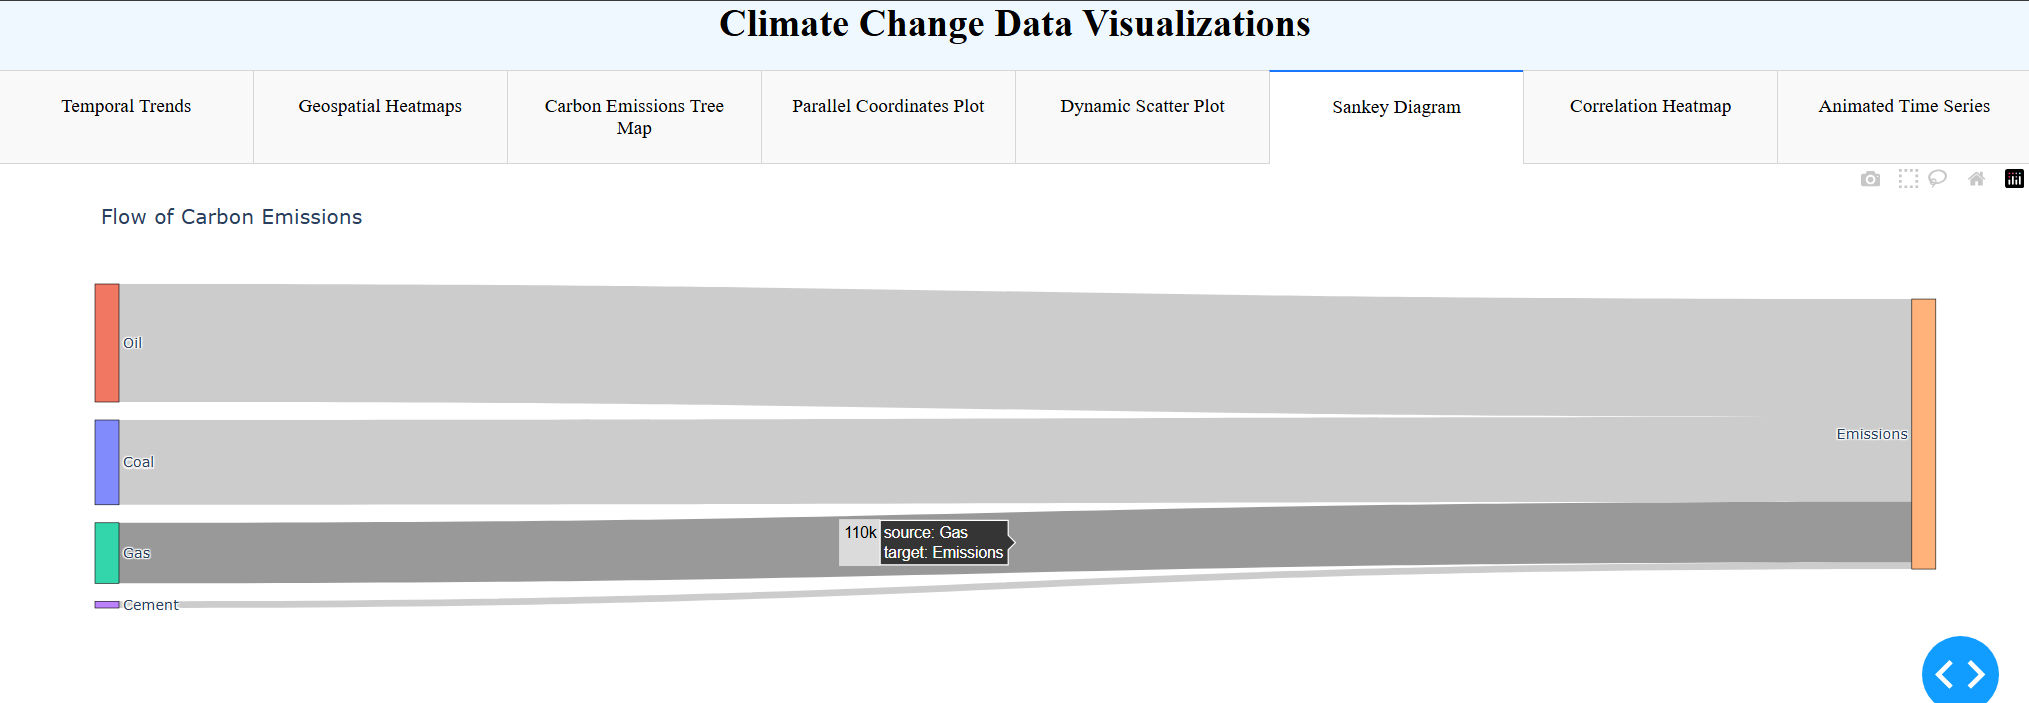 Climate Change Data Visualizations
Temporal Trends
Geospatial Heatmaps
Carbon Emissions Tree
Map
Parallel Coordinates Plot
Dynamic Scatter Plot
Sankey Diagram
Correlation Heatmap
Animated Time Series
Flow of Carbon Emissions
Oil
Emissions
Coal
110k
source: Gas
target: Emissions
Gas
Cement